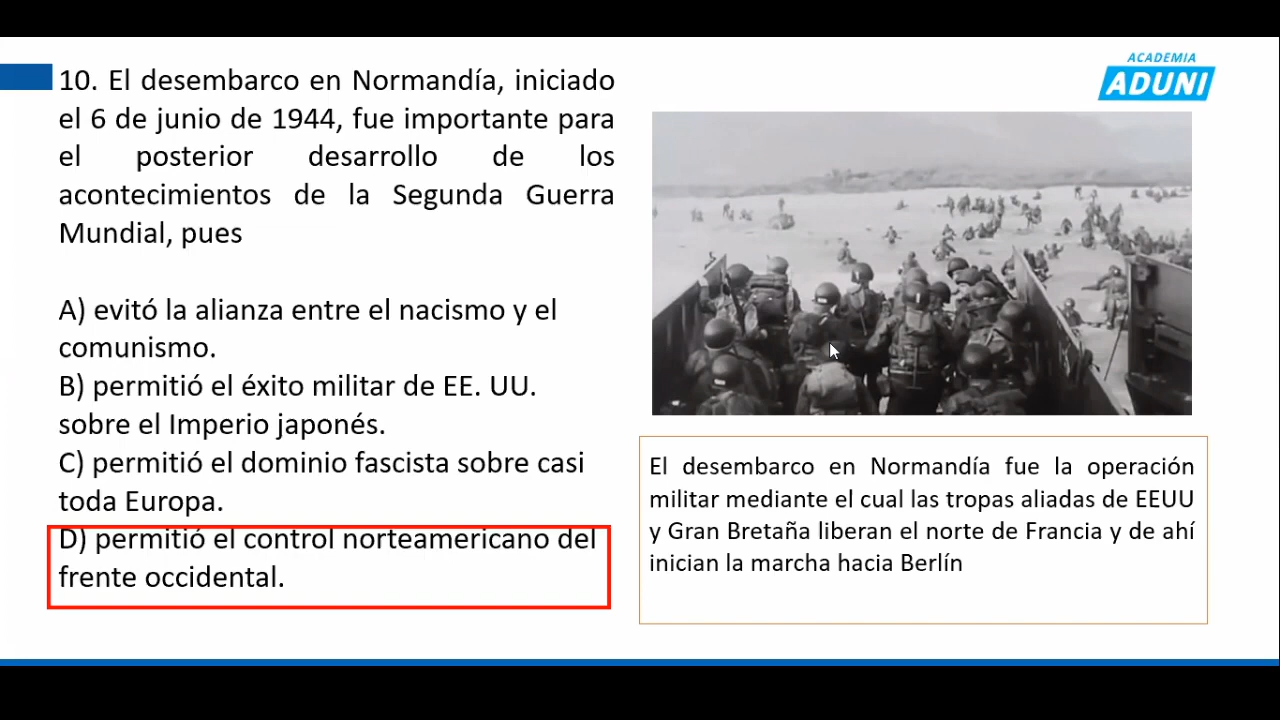 10. El desembarco en Normandía, iniciado
el 6 de junio de 1944, fue importante para
el posterior desarrollo de los
acontecimientos de la Segunda Guerra
Mundial, pues
A) evitó la alianza entre el nacismo y el
comunismo.
B) permitió el éxito militar de EE. UU.
sobre el Imperio japonés.
C) permitió el dominio fascista sobre casi
toda Europa.
D) permitió el control norteamericano del
frente occidental.
ACADEMIA
ADUNI
El desembarco en Normandía fue la operación
militar mediante el cual las tropas aliadas de EEUU
y Gran Bretaña liberan el norte de Francia y de ahí
inician la marcha hacia Berlín